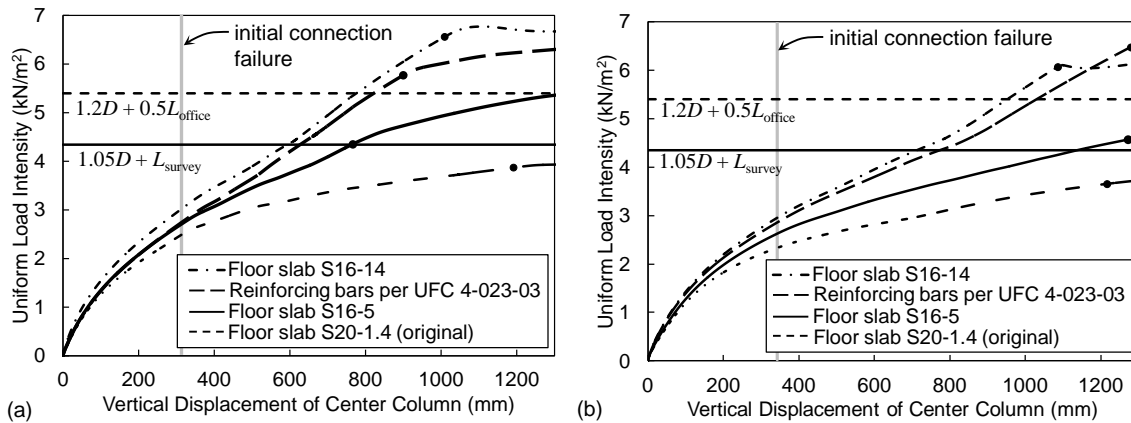 (a)
Uniform Load Intensity (kN/m²)
7
6
5
4
3
2
1
0
initial connection
failure
1.2D + 0.5L_office
1.05D + L_survey
Floor slab S16-14
Reinforcing bars per UFC 4-023-03
Floor slab S16-5
Floor slab S20-1.4 (original)
0 200 400 600 800 1000 1200
Vertical Displacement of Center Column (mm)
(b)
Uniform Load Intensity (kN/m²)
7
6
5
4
3
2
1
0
initial connection failure
1.2D + 0.5L_office
1.05D + L_survey
Floor slab S16-14
Reinforcing bars per UFC 4-023-03
Floor slab S16-5
Floor slab S20-1.4 (original)
0 200 400 600 800 1000 1200
Vertical Displacement of Center Column (mm)